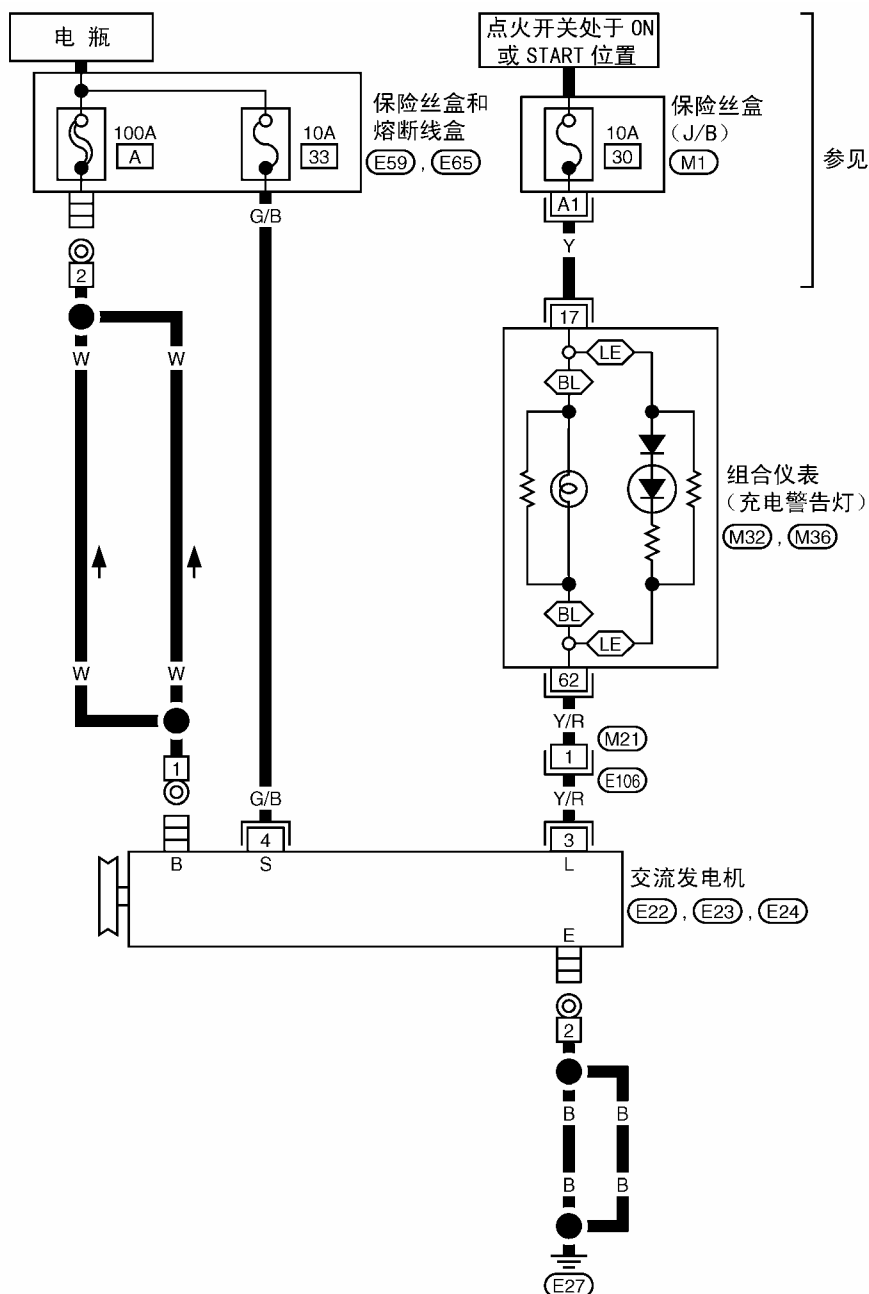 电瓶
点火开关处于 ON
或 START 位置
100A
A
10A
33
保险丝盒和
熔断线盒
E59 , E65
10A
30
保险丝盒
(J/B)
M1
参见
A1
G/B
Y
2
17
W
W
LE
BL
组合仪表
(充电警告灯)
M32 , M36
BL
LE
W
W
62
Y/R
M21
1
1
E106
G/B
Y/R
4
3
B
S
L
交流发电机
E22 , E23 , E24
E
2
B
B
B
B
E27